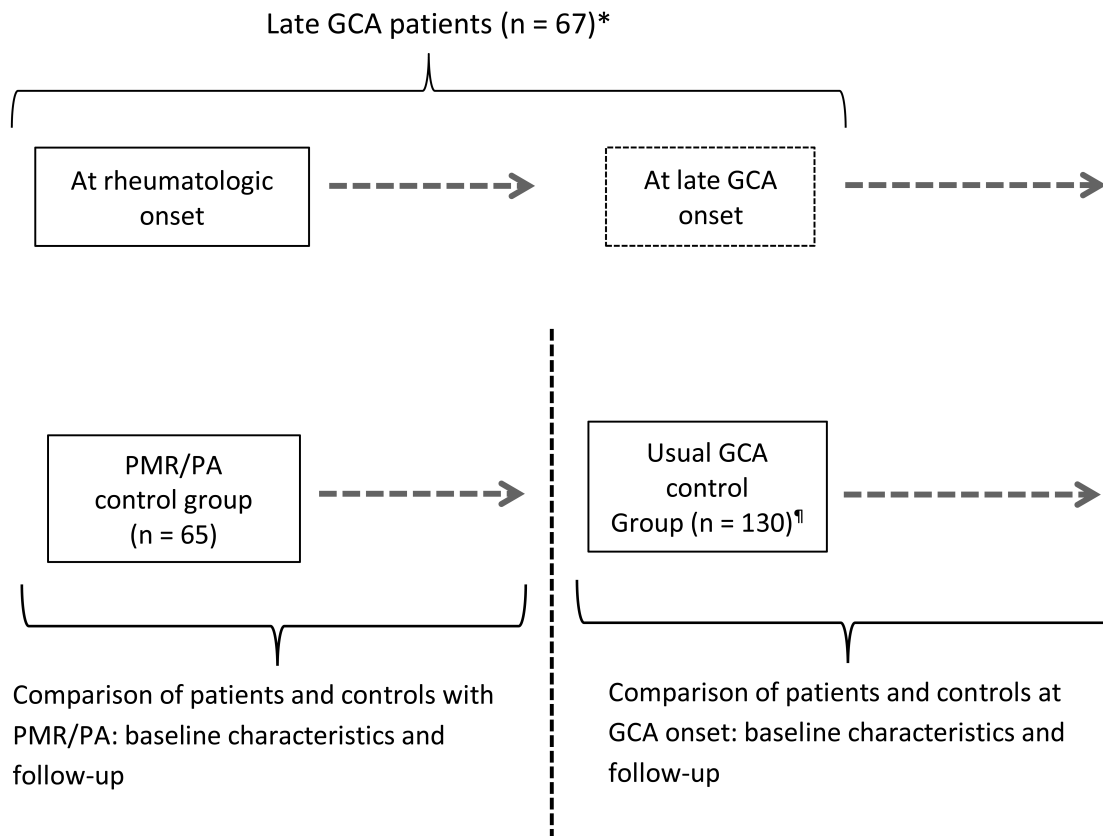 Late GCA patients (n = 67)*
At rheumatologic
onset
At late GCA
onset
PMR/PA
control group
(n = 65)
Usual GCA
control
Group (n = 130)¶
Comparison of patients and controls with
PMR/PA: baseline characteristics and
follow-up
Comparison of patients and controls at
GCA onset: baseline characteristics and
follow-up